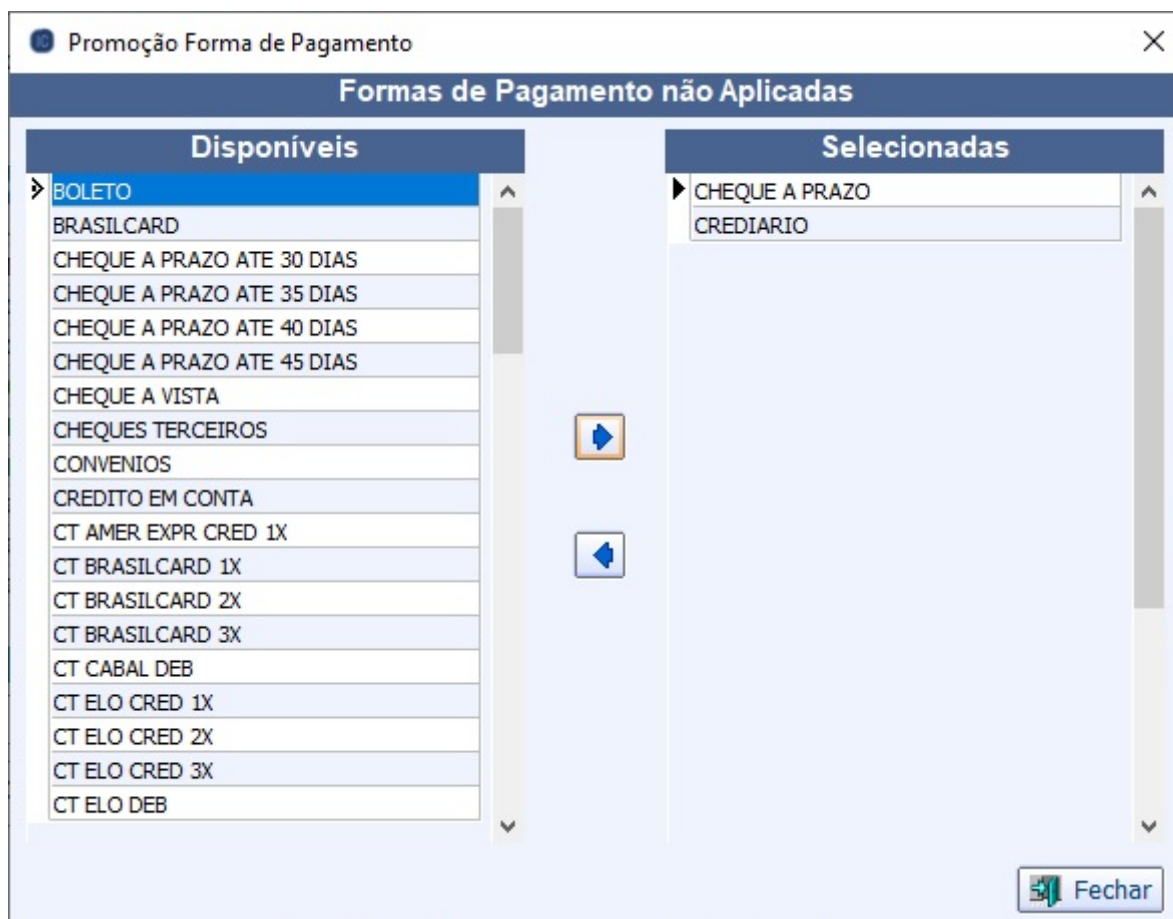 Promoção Forma de Pagamento
Formas de Pagamento não Aplicadas
Disponíveis
BOLETO
BRASILCARD
CHEQUE A PRAZO ATE 30 DIAS
CHEQUE A PRAZO ATE 35 DIAS
CHEQUE A PRAZO ATE 40 DIAS
CHEQUE A PRAZO ATE 45 DIAS
CHEQUE A VISTA
CHEQUES TERCEIROS
CONVENIOS
CREDITO EM CONTA
CT AMER EXPR CRED 1X
CT BRASILCARD 1X
CT BRASILCARD 2X
CT BRASILCARD 3X
CT CABAL DEB
CT ELO CRED 1X
CT ELO CRED 2X
CT ELO CRED 3X
CT ELO DEB
Selecionadas
CHEQUE A PRAZO
CREDIARIO
Fechar